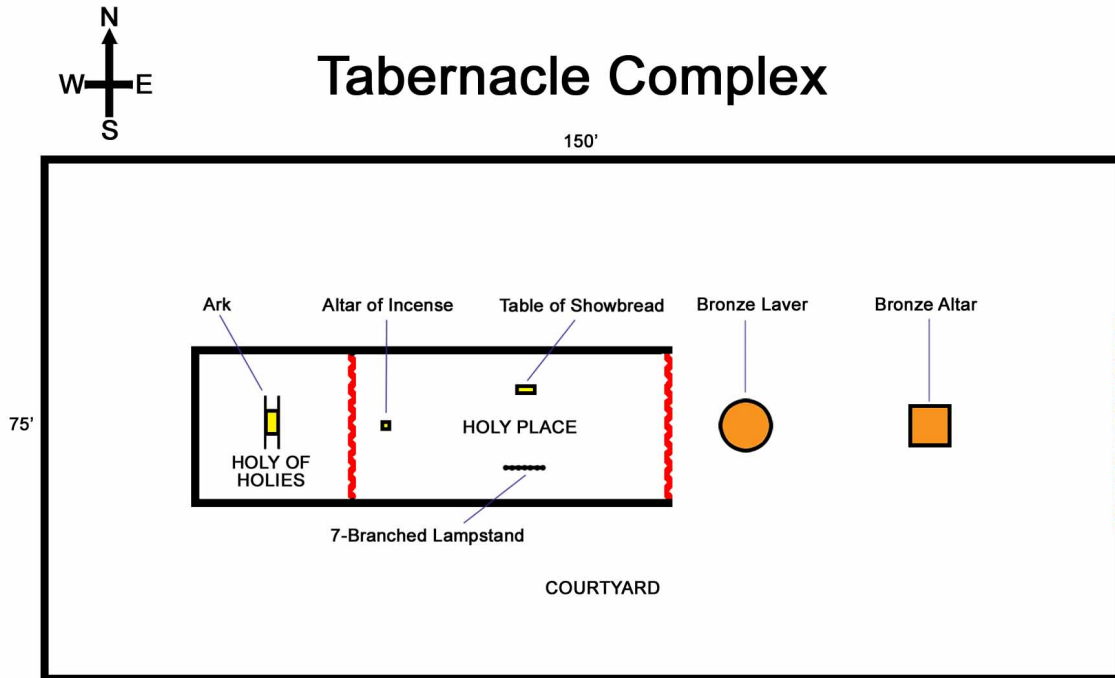 N
W E
S
Tabernacle Complex
150'
Ark
Altar of Incense
Table of Showbread
Bronze Laver
Bronze Altar
75'
HOLY PLACE
HOLY OF
HOLIES
7-Branched Lampstand
COURTYARD